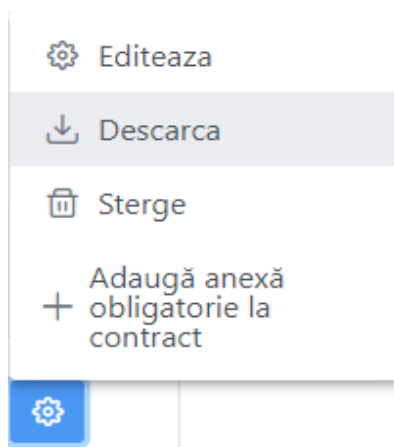 Editeaza
Descarca
Sterge
Adaugă anexă
obligatorie la
contract